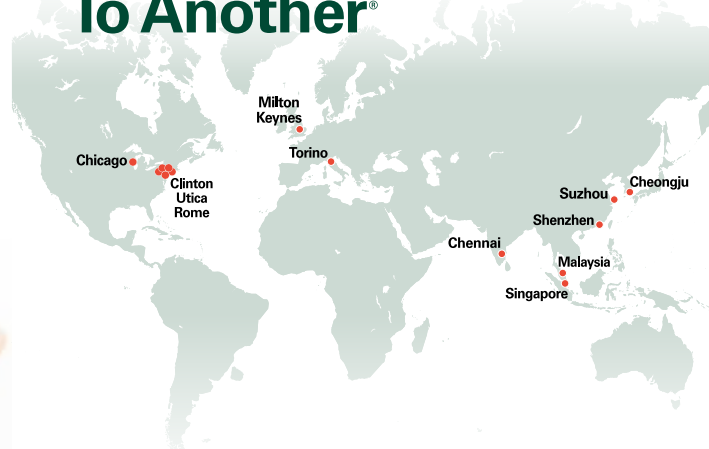 To Another®
Milton
Keynes
Torino
Chicago
Clinton
Utica
Rome
Cheongju
Suzhou
Shenzhen
Chennai
Malaysia
Singapore